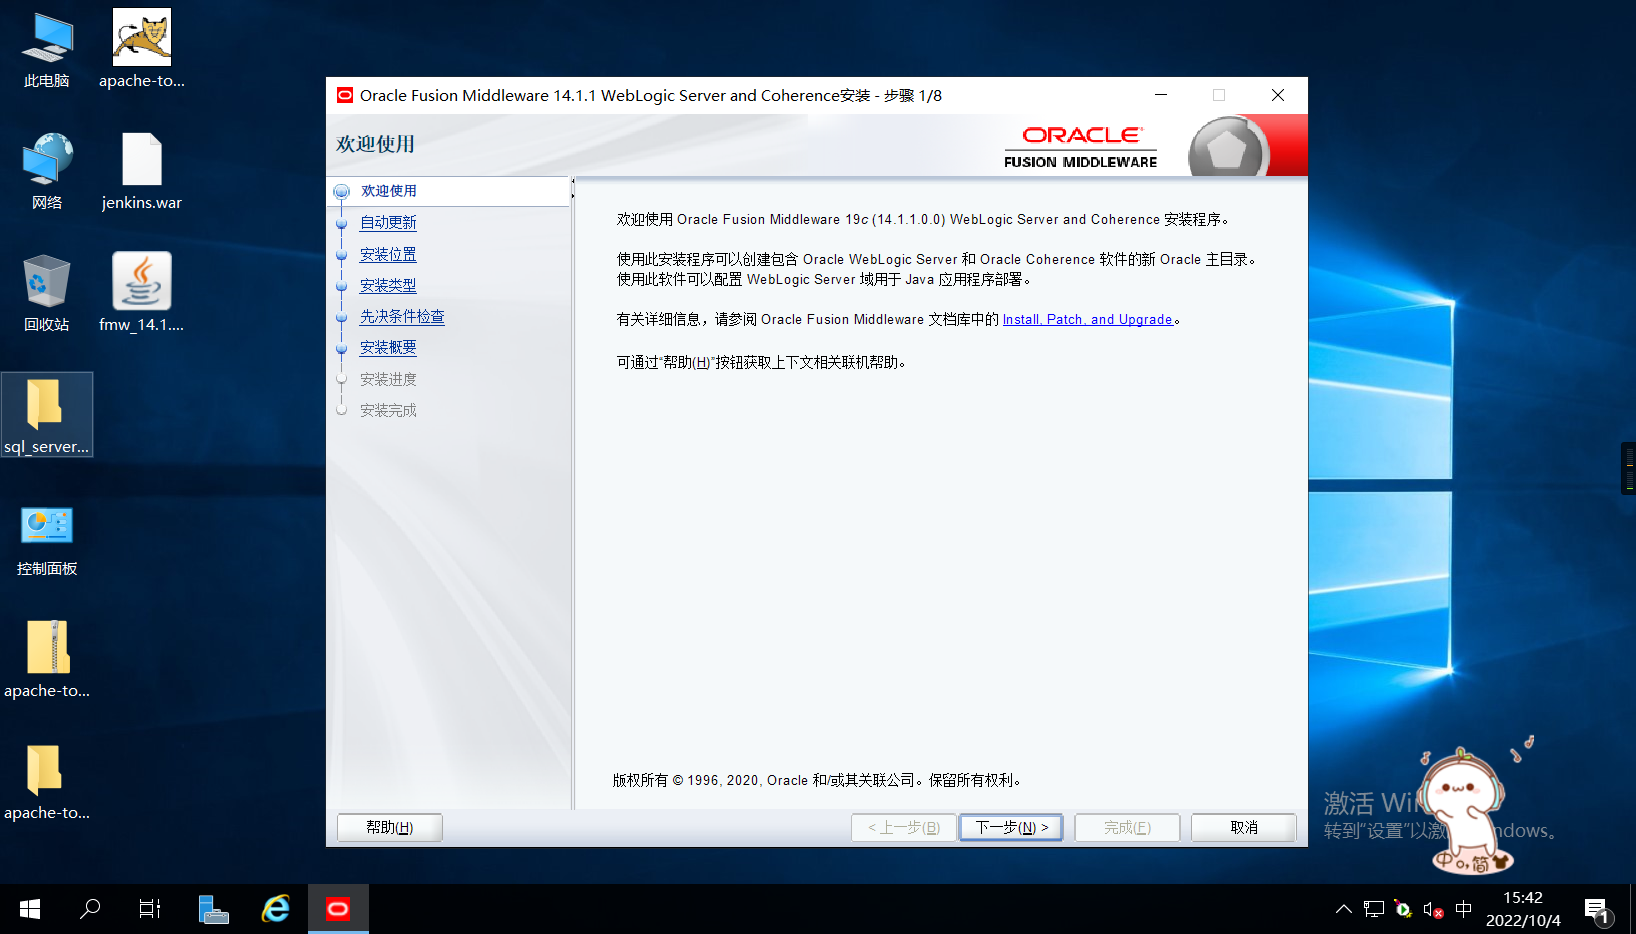 此电脑
apache-to...
网络
jenkins.war
回收站
fmw_14.1....
sql_server...
控制面板
apache-to...
apache-to...
Oracle Fusion Middleware 14.1.1 WebLogic Server and Coherence安装 - 步骤 1/8
欢迎使用
ORACLE
FUSION MIDDLEWARE
欢迎使用
自动更新
安装位置
安装类型
先决条件检查
安装概要
安装进度
安装完成
欢迎使用 Oracle Fusion Middleware 19c (14.1.1.0.0) WebLogic Server and Coherence 安装程序。
使用此安装程序可以创建包含 Oracle WebLogic Server 和 Oracle Coherence 软件的新 Oracle 主目录。
使用此软件可以配置 WebLogic Server 域用于 Java 应用程序部署。
有关详细信息，请参阅 Oracle Fusion Middleware 文档库中的 Install, Patch, and Upgrade。
可通过“帮助(H)”按钮获取上下文相关联机帮助。
版权所有 © 1996, 2020, Oracle 和/或其关联公司。保留所有权利。
帮助(H)
< 上一步(B)
下一步(N) >
完成(F)
取消
激活 Wi
转到“设置”以激 ndows。
中 简
中
15:42
2022/10/4
1